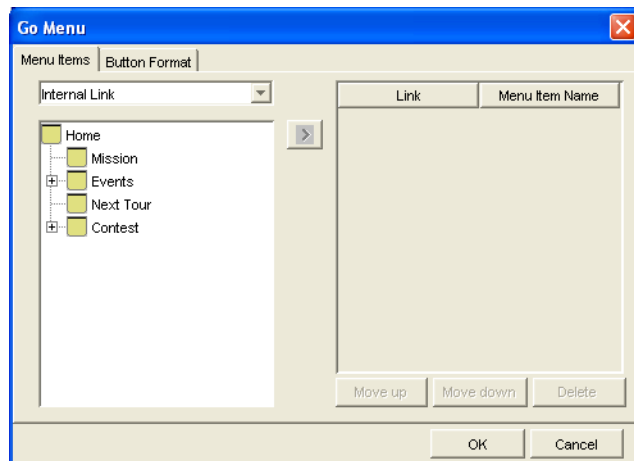 Go Menu
Menu Items
Button Format
Internal Link
Home
Mission
Events
Next Tour
Contest
Link
Menu Item Name
Move up
Move down
Delete
OK
Cancel